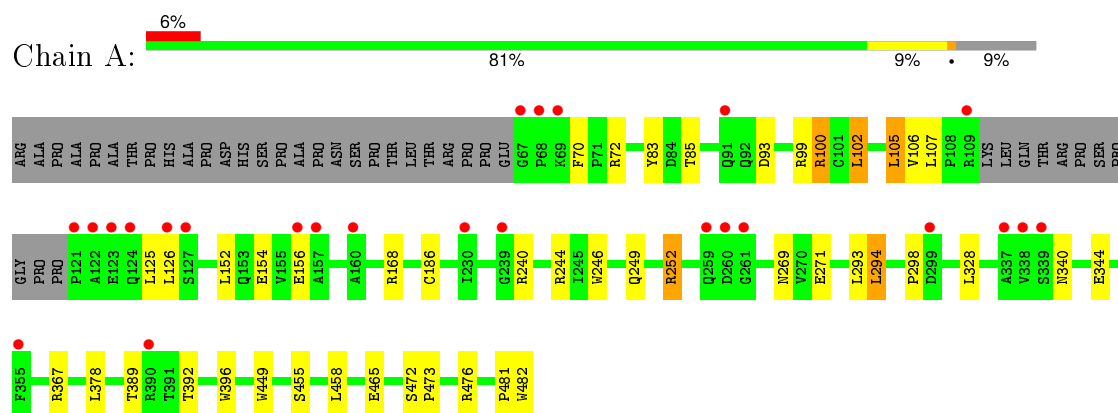 6%
Chain A:
81% 9% • 9%
ARG ALA PRO ALA PRO ALA THR PRO HIS ALA PRO ASP HIS SER PRO ALA PRO ASN SER PRO THR LEU THR ARG PRO PRO GLU G67 P68 K69 F70 P71 R72 Y83 D84 T85 Q91 Q92 D93 R99 R100 C101 L102 L105 V106 L107 P108 R109 LYS LEU GLN THR ARG PRO SER PRO
GLY PRO PRO P121 A122 E123 Q124 L125 L126 S127 L152 Q153 E154 V155 E156 A157 A160 R168 C186 I230 G239 R240 R244 I245 W246 Q249 R252 Q259 D260 G261 N269 V270 E271 L293 L294 P298 D299 L328 A337 V338 S339 N340 E344
F355 R367 L378 T389 R390 T391 T392 W396 W449 S455 L458 E465 S472 P473 R476 P481 W482